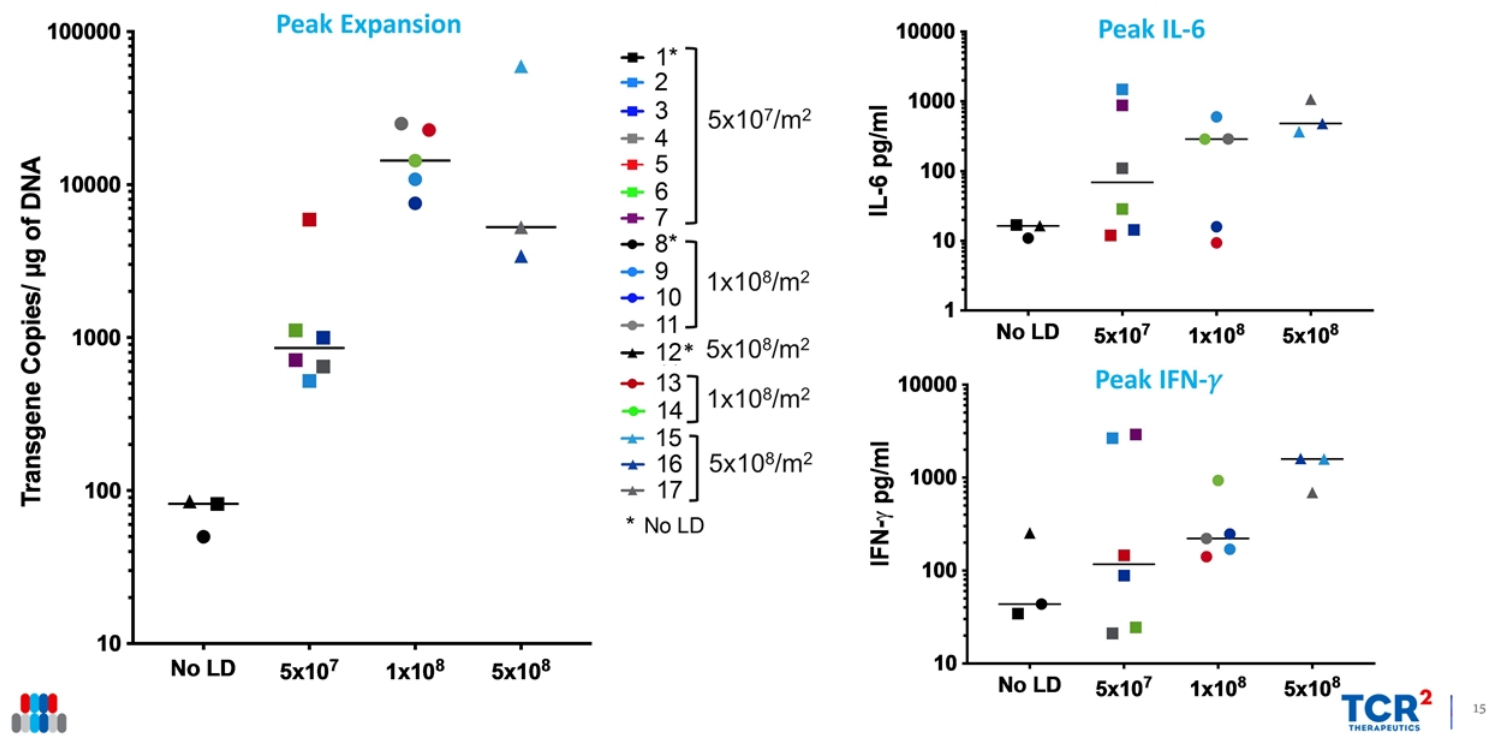 Peak Expansion
100000
10000
1000
100
10
Transgene Copies/ µg of DNA
No LD
5x10⁷
1x10⁸
5x10⁸
1*
2
3
4
5
6
7
5x10⁷/m²
8*
9
10
11
1x10⁸/m²
12* 5x10⁸/m²
13
14
1x10⁸/m²
15
16
17
5x10⁸/m²
* No LD
Peak IL-6
10000
1000
100
10
1
IL-6 pg/ml
No LD
5x10⁷
1x10⁸
5x10⁸
Peak IFN-γ
10000
1000
100
10
IFN-γ pg/ml
No LD
5x10⁷
1x10⁸
5x10⁸
TCR²
THERAPEUTICS
15